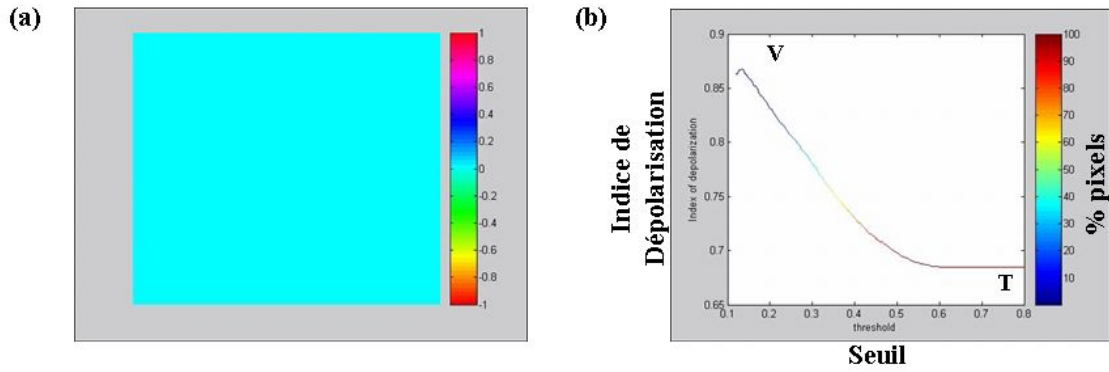 (a)
1
0.8
0.6
0.4
0.2
0
-0.2
-0.4
-0.6
-0.8
-1
(b)
Indice de
Dépolarisation
Index of depolarization
0.9
0.85
0.8
0.75
0.7
0.65
V
T
0.1 0.2 0.3 0.4 0.5 0.6 0.7 0.8
threshold
Seuil
100
90
80
70
60
50
40
30
20
10
% pixels